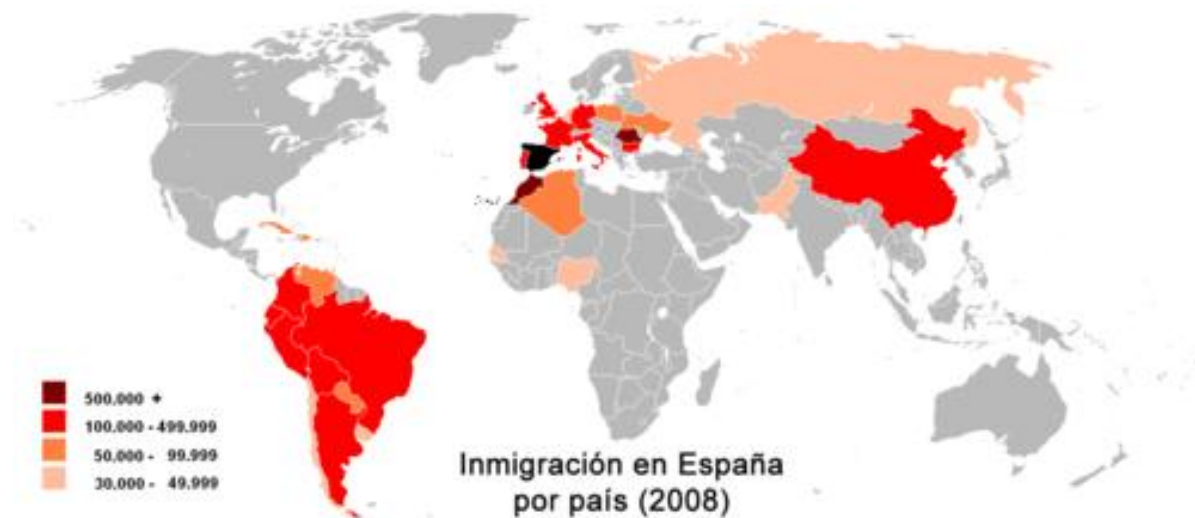 500.000 +
100.000 - 499.999
50.000 - 99.999
30.000 - 49.999
Inmigración en España
por país (2008)